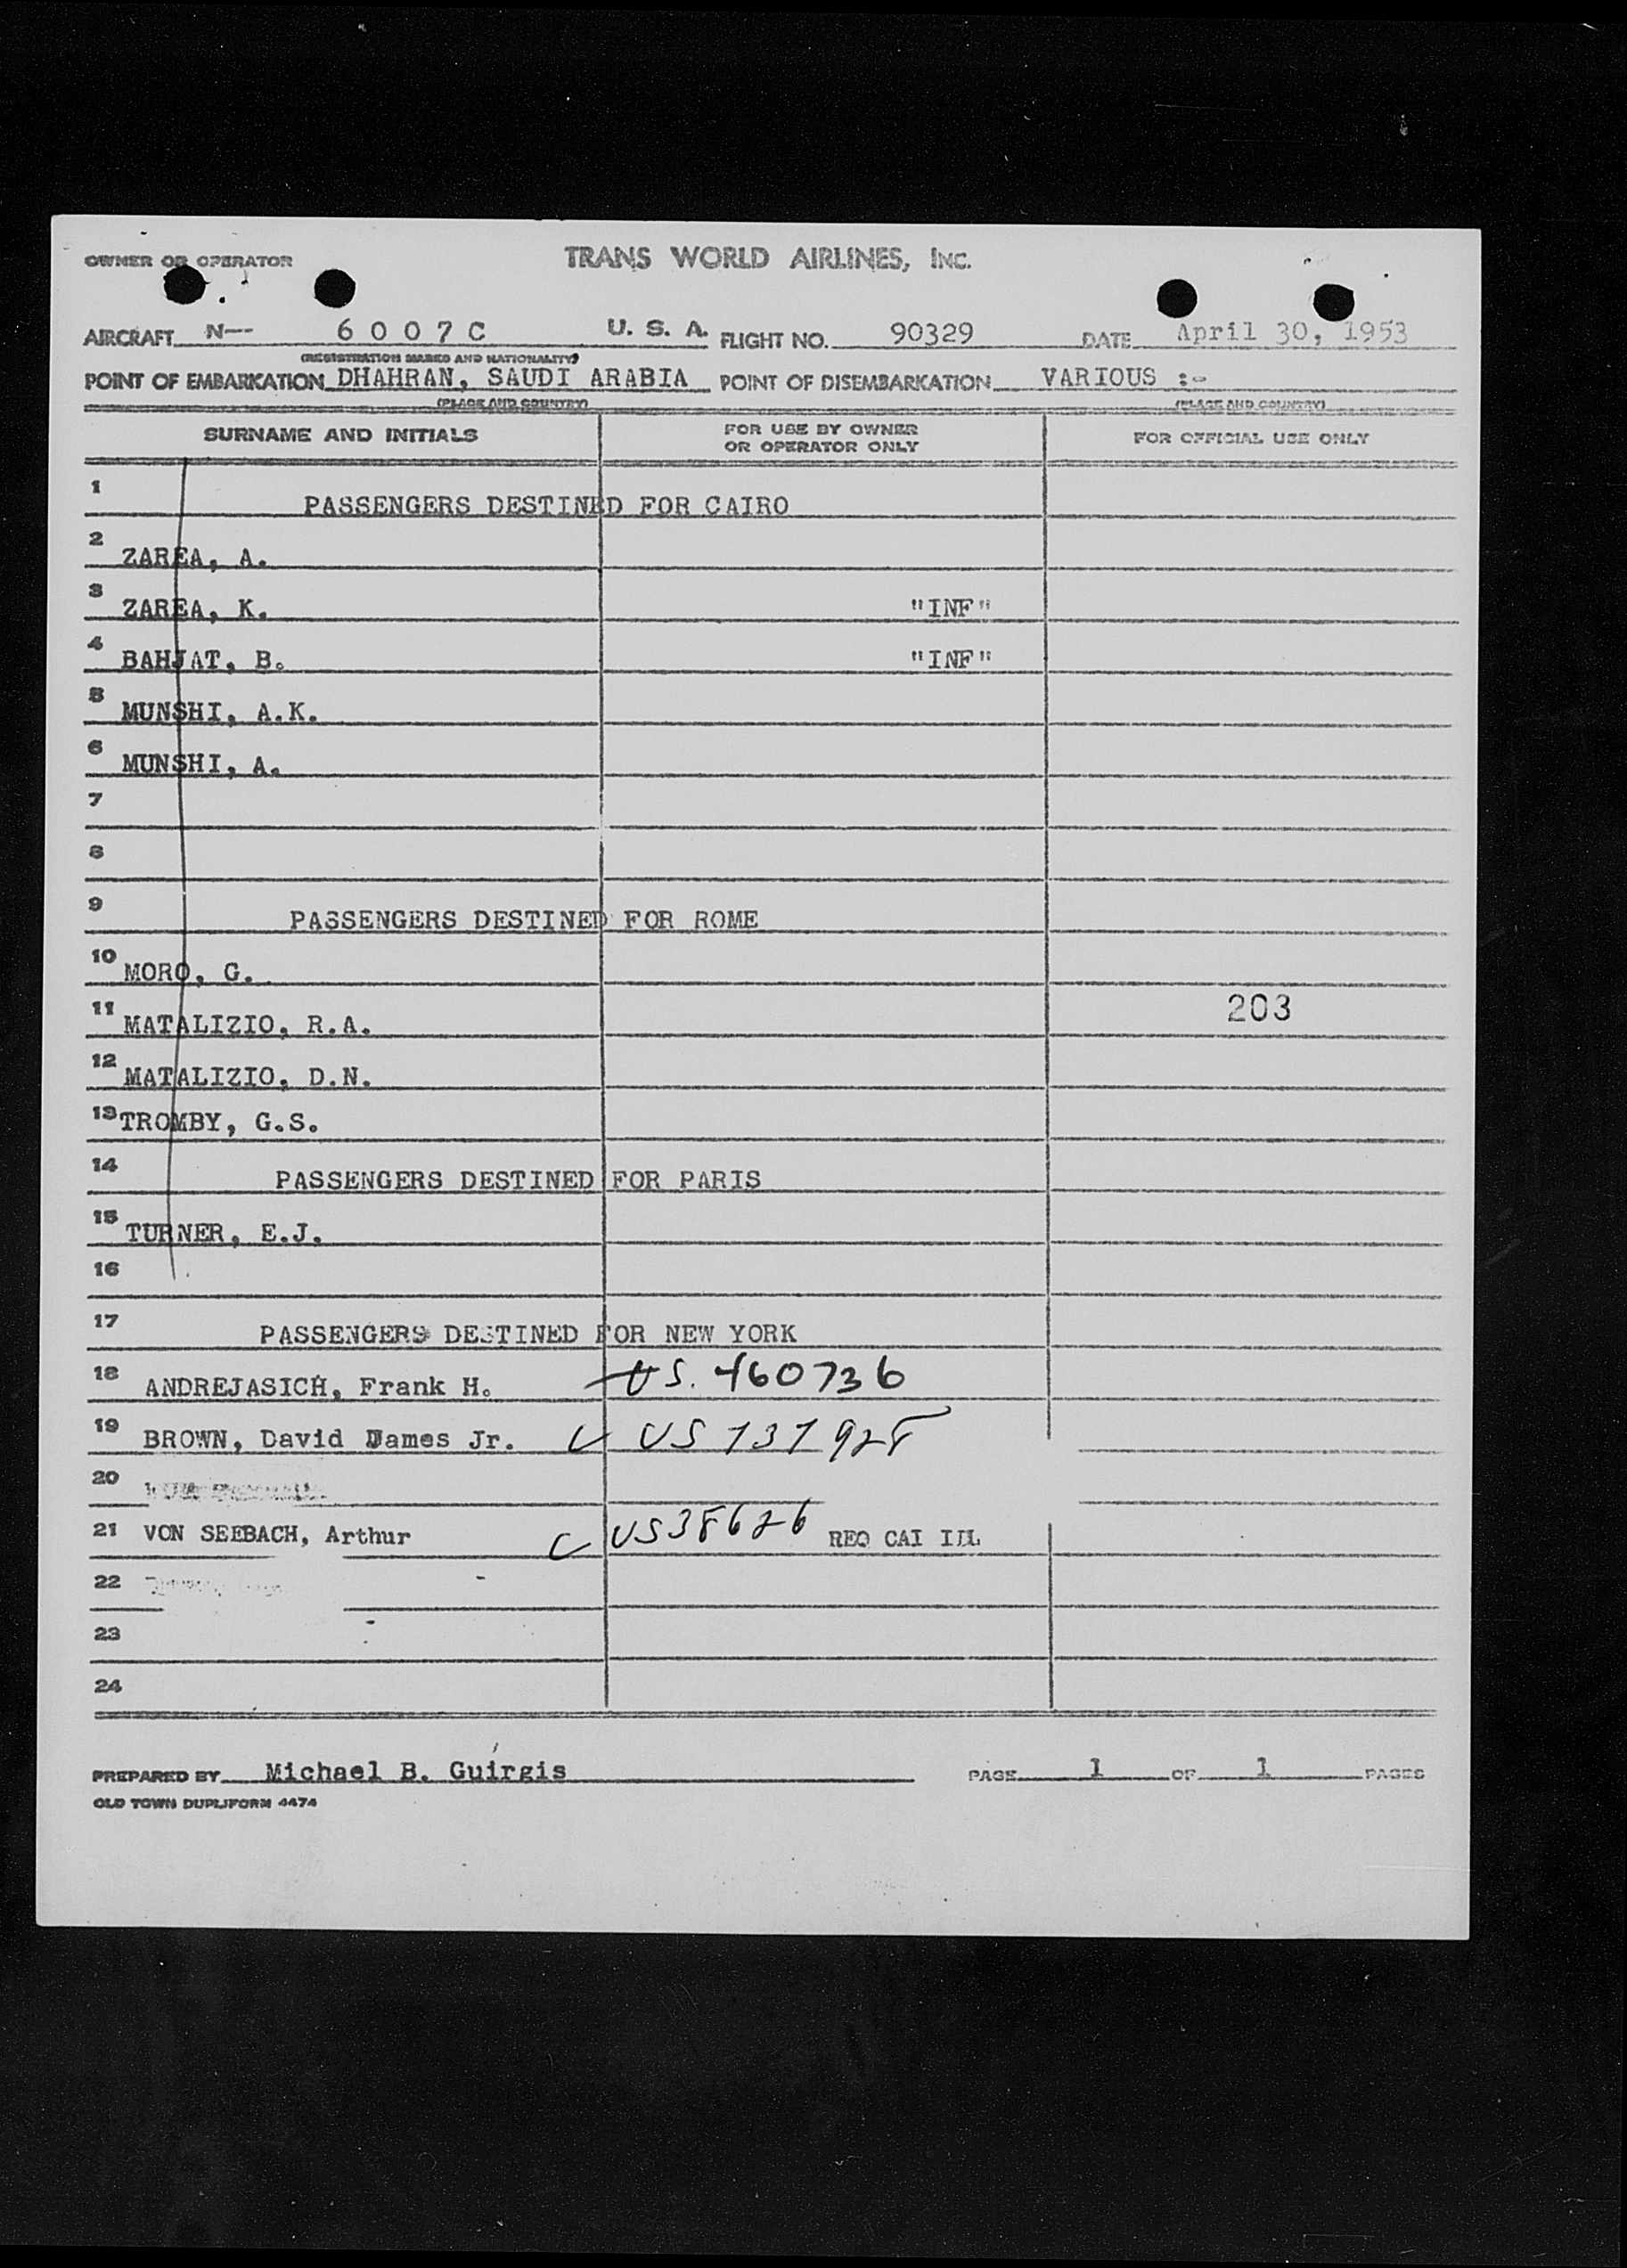 OWNER OR OPERATOR TRANS WORLD AIRLINES, INC.
AIRCRAFT N-- 6 0 0 7 C U. S. A. FLIGHT NO. 90329 DATE April 30, 1953
(REGISTRATION MARKS AND NATIONALITY)
POINT OF EMBARKATION DHAHRAN, SAUDI ARABIA POINT OF DISEMBARKATION VARIOUS :-
(PLACE AND COUNTRY) (PLACE AND COUNTRY)
SURNAME AND INITIALS FOR USE BY OWNER OR OPERATOR ONLY FOR OFFICIAL USE ONLY
1 PASSENGERS DESTINED FOR CAIRO
2 ZAREA, A.
3 ZAREA, K. "INF"
4 BAHJAT, B. "INF"
5 MUNSHI, A.K.
6 MUNSHI, A.
7
8
9 PASSENGERS DESTINED FOR ROME
10 MORO, G.
11 MATALIZIO, R.A. 203
12 MATALIZIO, D.N.
13 TROMBY, G.S.
14 PASSENGERS DESTINED FOR PARIS
15 TURNER, E.J.
16
17 PASSENGERS DESTINED FOR NEW YORK
18 ANDREJASICH, Frank H. US. 460736
19 BROWN, David James Jr. US 131928
20
21 VON SEEBACH, Arthur US38626 REQ CAI III
22
23
24
PREPARED BY Michael B. Guirgis PAGE 1 OF 1 PAGES
OLD TOWN DUPLIFORM 4474